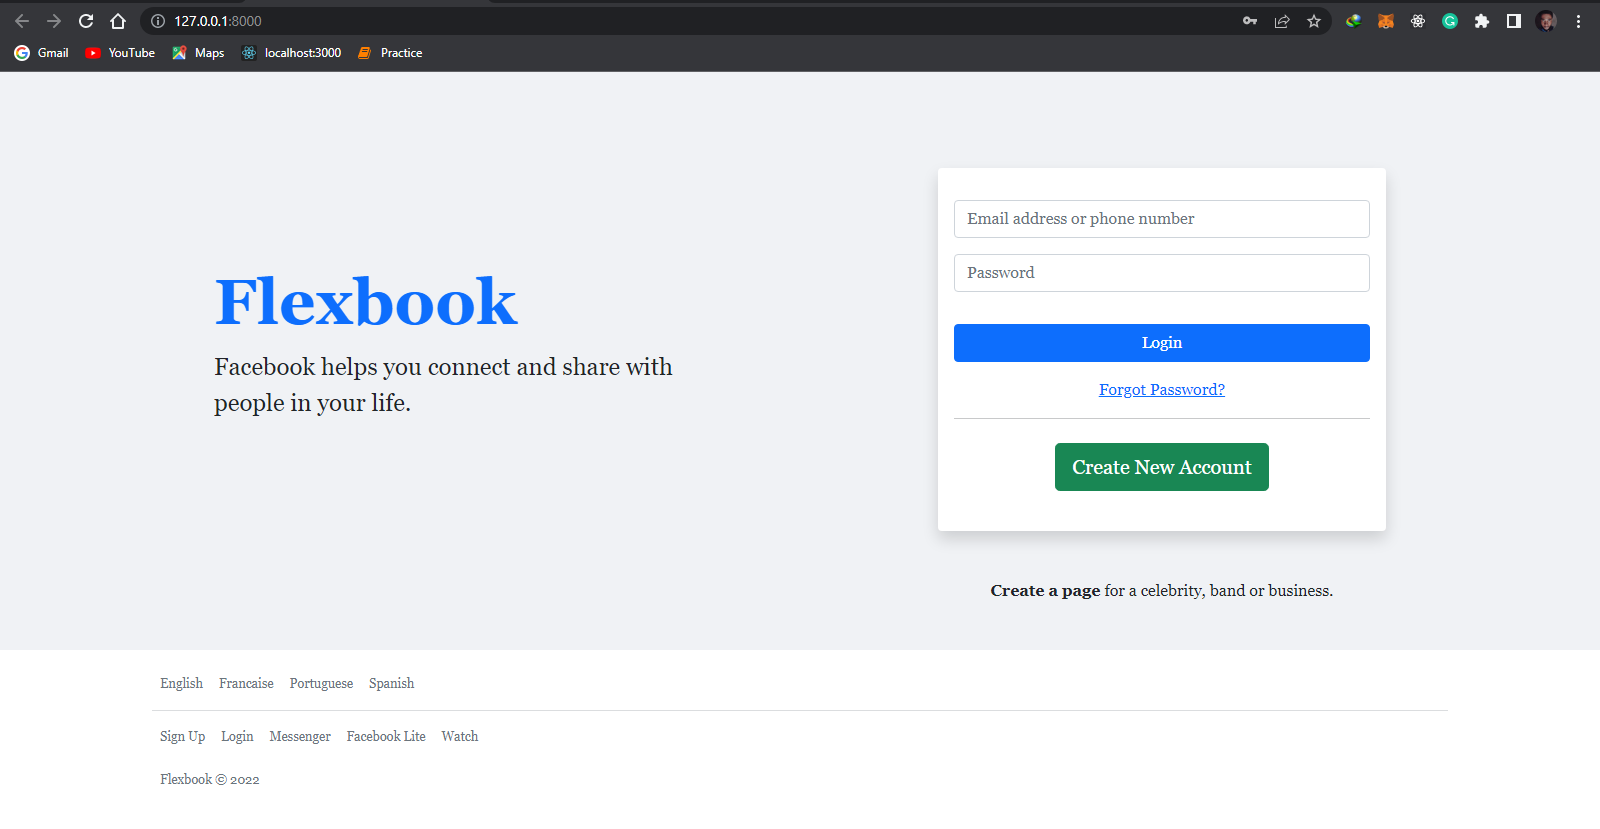 127.0.0.1:8000
Gmail YouTube Maps localhost:3000 Practice
Flexbook
Facebook helps you connect and share with
people in your life.
Email address or phone number
Password
Login
Forgot Password?
Create New Account
Create a page for a celebrity, band or business.
English Francaise Portuguese Spanish
Sign Up Login Messenger Facebook Lite Watch
Flexbook © 2022